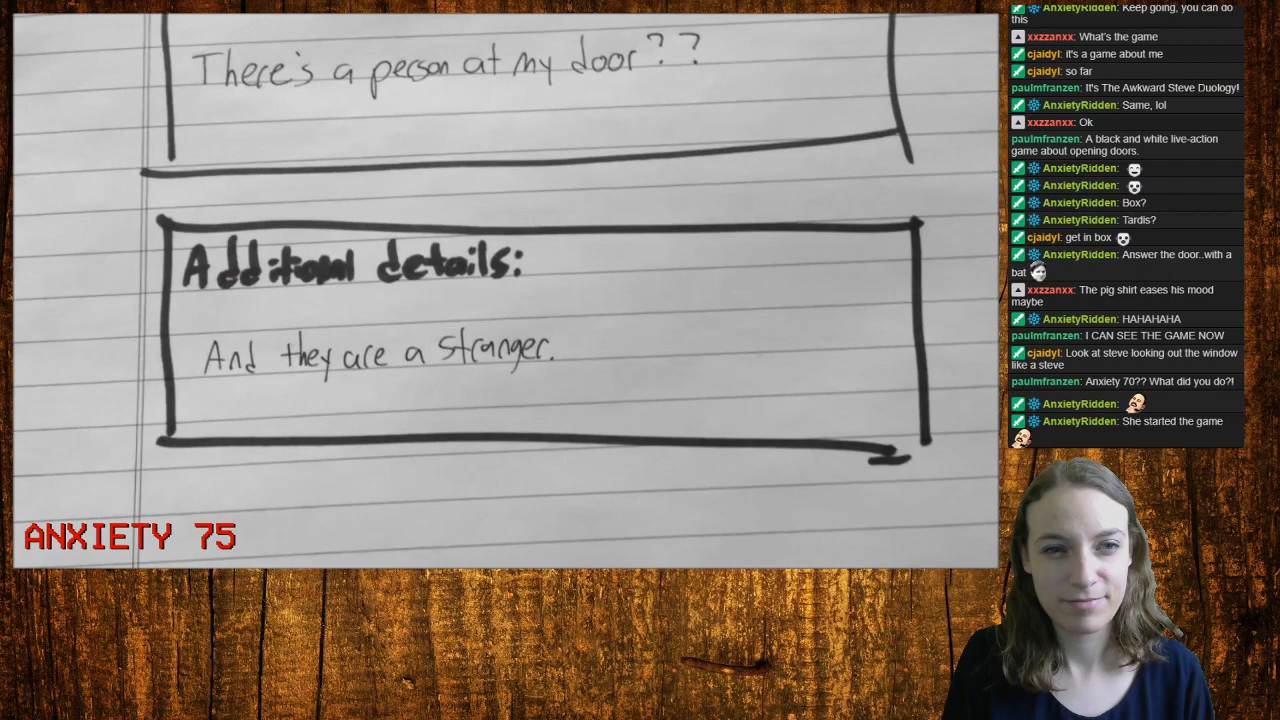 There's a person at my door??
Additional details:
And they are a stranger.
ANXIETY 75
AnxietyRidden: Keep going, you can do
this
xxzzanxx: What's the game
cjaidyl: it's a game about me
cjaidyl: so far
paulmfranzen: It's The Awkward Steve Duology!
AnxietyRidden: Same, lol
xxzzanxx: Ok
paulmfranzen: A black and white live-action
game about opening doors.
AnxietyRidden:
AnxietyRidden:
AnxietyRidden: Box?
AnxietyRidden: Tardis?
cjaidyl: get in box
AnxietyRidden: Answer the door..with a
bat
xxzzanxx: The pig shirt eases his mood
maybe
AnxietyRidden: HAHAHAHA
paulmfranzen: I CAN SEE THE GAME NOW
cjaidyl: Look at steve looking out the window
like a steve
paulmfranzen: Anxiety 70?? What did you do?!
AnxietyRidden:
AnxietyRidden: She started the game